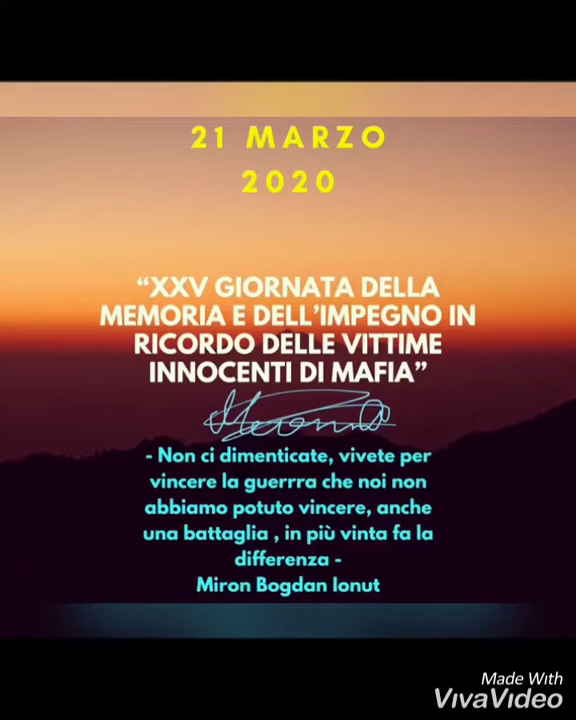 21 MARZO
2020
“XXV GIORNATA DELLA
MEMORIA E DELL’IMPEGNO IN
RICORDO DELLE VITTIME
INNOCENTI DI MAFIA”
- Non ci dimenticate, vivete per
vincere la guerrra che noi non
abbiamo potuto vincere, anche
una battaglia , in più vinta fa la
differenza -
Miron Bogdan Ionut
Made With
VivaVideo